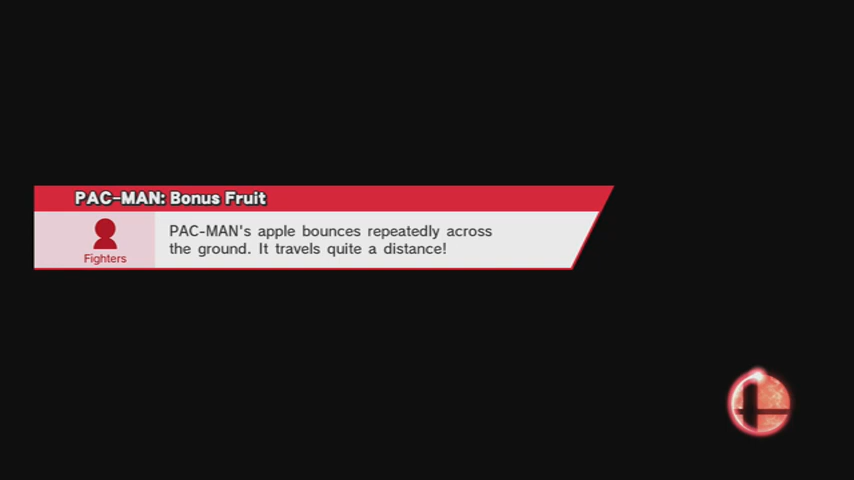 PAC-MAN: Bonus Fruit
Fighters
PAC-MAN's apple bounces repeatedly across
the ground. It travels quite a distance!